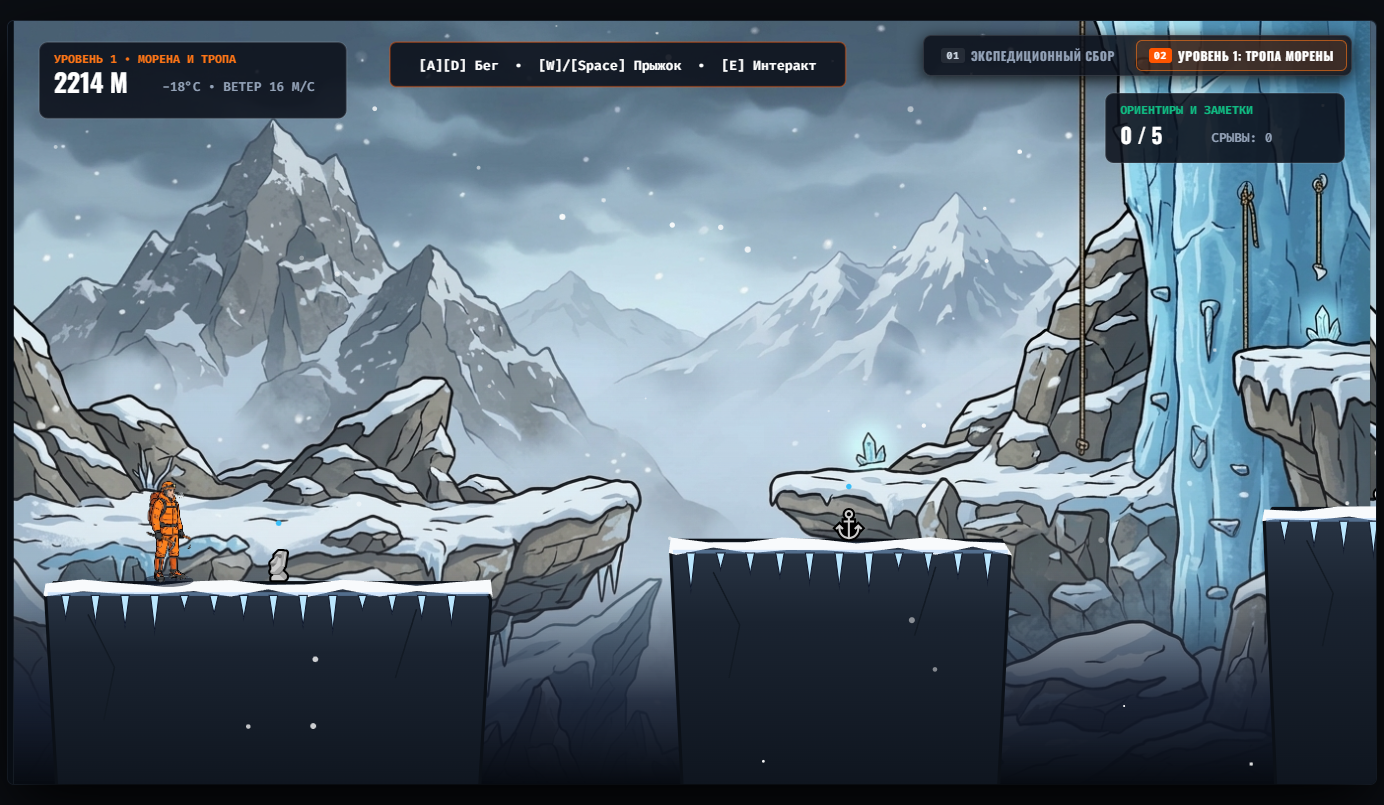 УРОВЕНЬ 1 • МОРЕНА И ТРОПА
2214 М
-18°C • ВЕТЕР 16 М/С
[A][D] Бег • [W]/[Space] Прыжок • [E] Интеракт
01 ЭКСПЕДИЦИОННЫЙ СБОР
02 УРОВЕНЬ 1: ТРОПА МОРЕНЫ
ОРИЕНТИРЫ И ЗАМЕТКИ
0 / 5
СРЫВЫ: 0